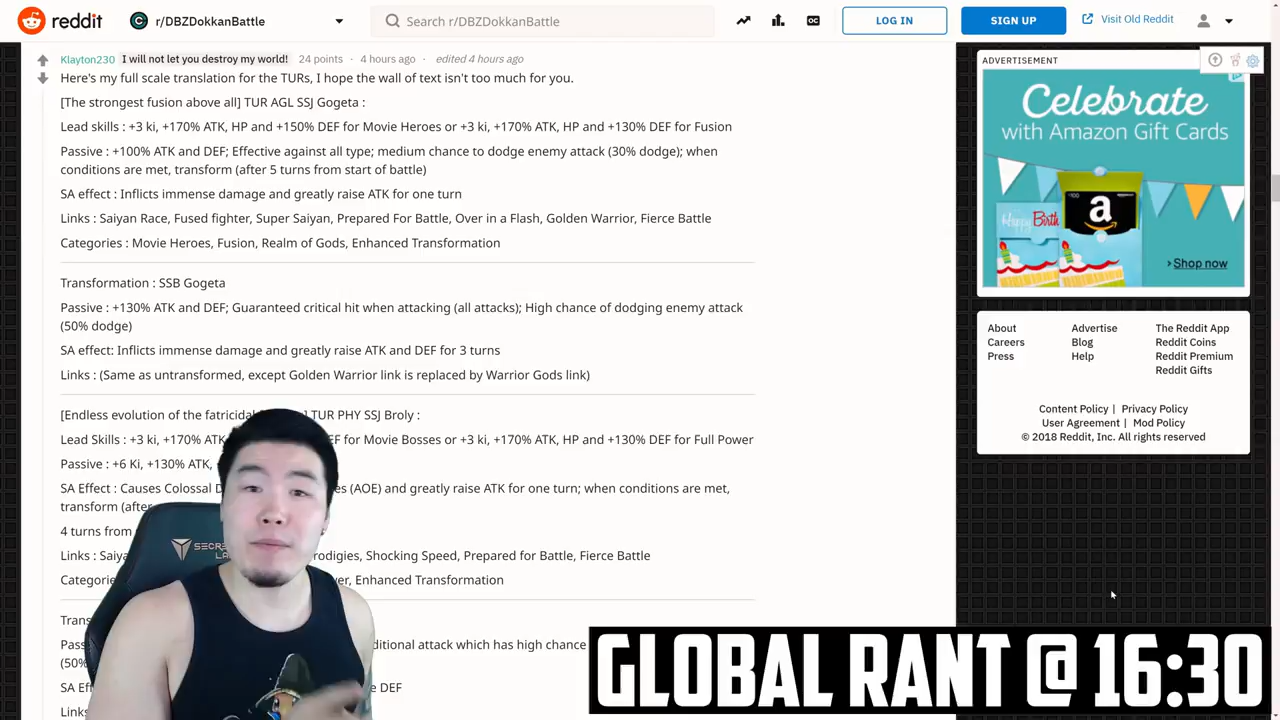 reddit
r/DBZDokkanBattle
Search r/DBZDokkanBattle
LOG IN
SIGN UP
Visit Old Reddit
Klayton230 I will not let you destroy my world! 24 points · 4 hours ago · edited 4 hours ago
Here's my full scale translation for the TURs, I hope the wall of text isn't too much for you.
[The strongest fusion above all] TUR AGL SSJ Gogeta :
Lead skills : +3 ki, +170% ATK, HP and +150% DEF for Movie Heroes or +3 ki, +170% ATK, HP and +130% DEF for Fusion
Passive : +100% ATK and DEF; Effective against all type; medium chance to dodge enemy attack (30% dodge); when
conditions are met, transform (after 5 turns from start of battle)
SA effect : Inflicts immense damage and greatly raise ATK for one turn
Links : Saiyan Race, Fused fighter, Super Saiyan, Prepared For Battle, Over in a Flash, Golden Warrior, Fierce Battle
Categories : Movie Heroes, Fusion, Realm of Gods, Enhanced Transformation
Transformation : SSB Gogeta
Passive : +130% ATK and DEF; Guaranteed critical hit when attacking (all attacks); High chance of dodging enemy attack
(50% dodge)
SA effect: Inflicts immense damage and greatly raise ATK and DEF for 3 turns
Links : (Same as untransformed, except Golden Warrior link is replaced by Warrior Gods link)
[Endless evolution of the fatricidal TUR PHY SSJ Broly :
Lead Skills : +3 ki, +170% ATK DEF for Movie Bosses or +3 ki, +170% ATK, HP and +130% DEF for Full Power
Passive : +6 Ki, +130% ATK,
SA Effect : Causes Colossal (AOE) and greatly raise ATK for one turn; when conditions are met,
transform (after
4 turns from
Links : Prodigies, Shocking Speed, Prepared for Battle, Fierce Battle
Enhanced Transformation
attack which has high chance
(50%
DEF
ADVERTISEMENT
Celebrate
with Amazon Gift Cards
Happy Birth
a
Shop now
About Advertise The Reddit App
Careers Blog Reddit Coins
Press Help Reddit Premium
Reddit Gifts
Content Policy | Privacy Policy
User Agreement | Mod Policy
© 2018 Reddit, Inc. All rights reserved
GLOBAL RANT @ 16:30